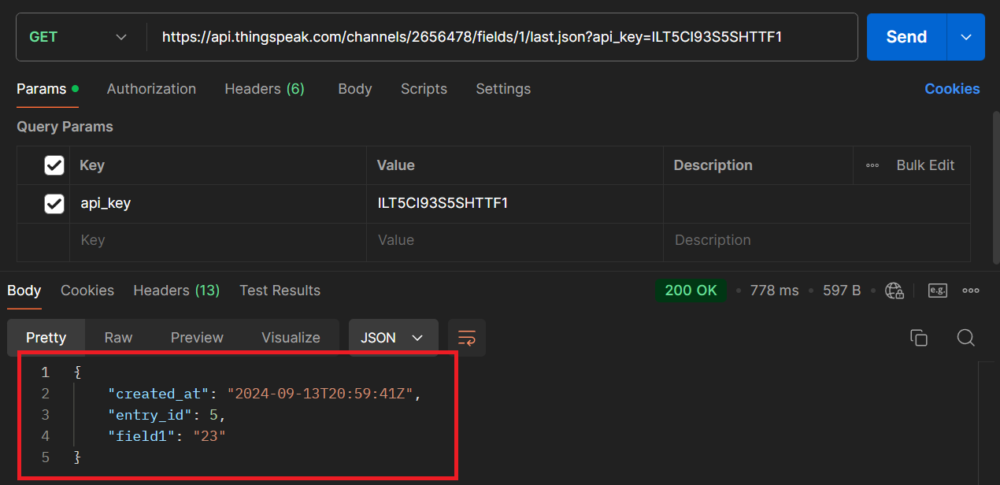 GET https://api.thingspeak.com/channels/2656478/fields/1/last.json?api_key=ILT5CI93S5SHTTF1 Send
Params Authorization Headers (6) Body Scripts Settings Cookies
Query Params
Key Value Description Bulk Edit
api_key ILT5CI93S5SHTTF1
Key Value Description
Body Cookies Headers (13) Test Results 200 OK 778 ms 597 B e.g.
Pretty Raw Preview Visualize JSON
1 {
2 "created_at": "2024-09-13T20:59:41Z",
3 "entry_id": 5,
4 "field1": "23"
5 }